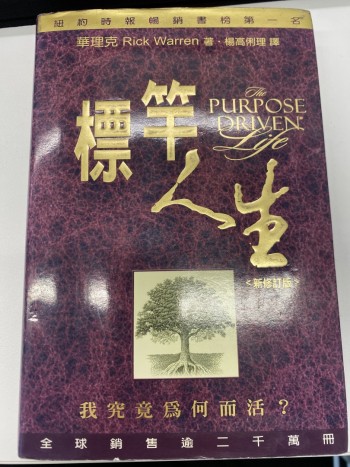 紐約時報暢銷書榜第一名
華理克 Rick Warren 著·楊高俐理 譯
標竿人生
The
PURPOSE
DRIVEN®
Life
<新修訂版>
我究竟為何而活？
全球銷售逾二千萬冊